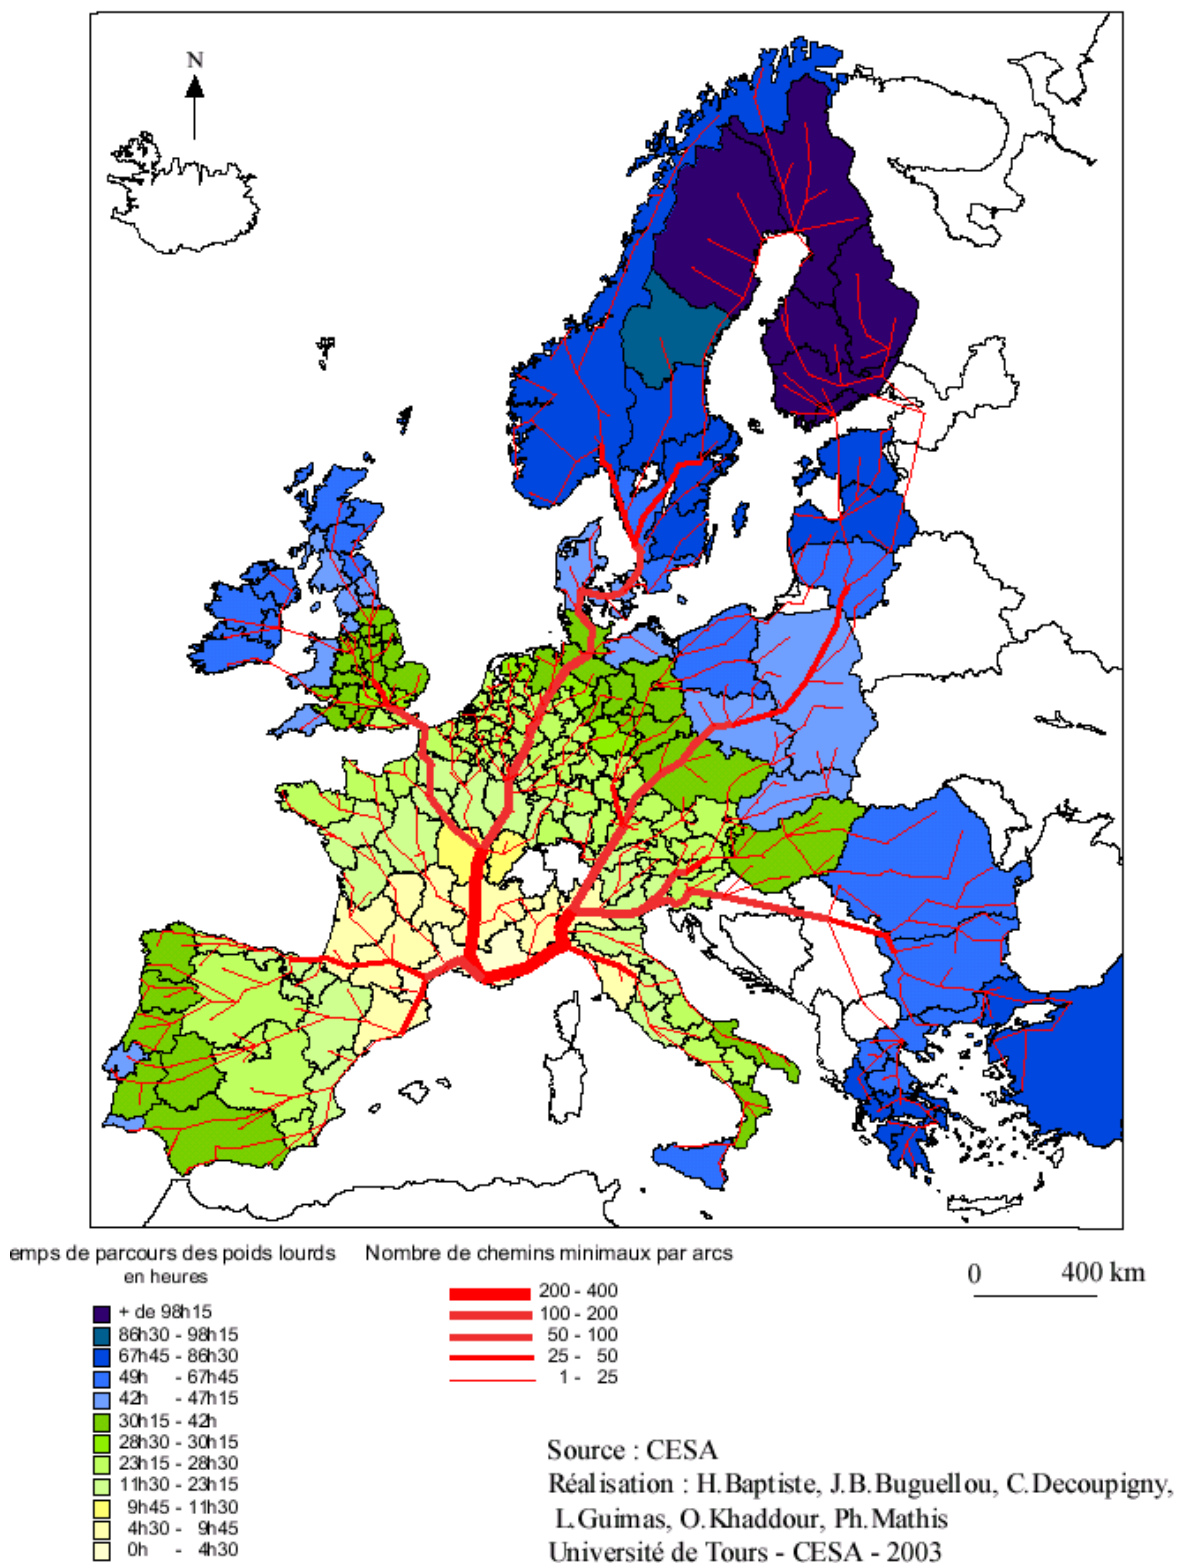 N
emps de parcours des poids lourds
en heures
+ de 98h15
86h30 - 98h15
67h45 - 86h30
49h - 67h45
42h - 47h15
30h15 - 42h
28h30 - 30h15
23h15 - 28h30
11h30 - 23h15
9h45 - 11h30
4h30 - 9h45
0h - 4h30
Nombre de chemins minimaux par arcs
200 - 400
100 - 200
50 - 100
25 - 50
1 - 25
0 400 km
Source : CESA
Réalisation : H.Baptiste, J.B.Buguellou, C.Decoupigny,
L.Guimas, O.Khaddour, Ph.Mathis
Université de Tours - CESA - 2003